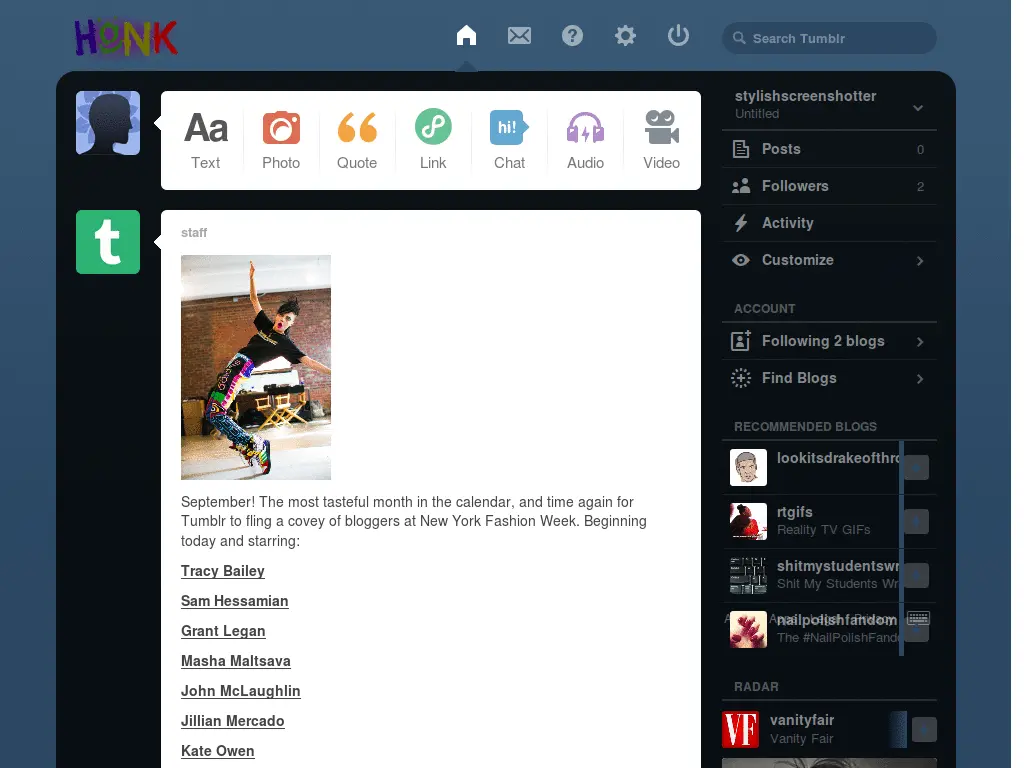 HONK
Search Tumblr
Aa
hi!
Text
Photo
Quote
Link
Chat
Audio
Video
stylishscreenshotter
Untitled
Posts 0
Followers 2
Activity
Customize
ACCOUNT
Following 2 blogs
Find Blogs
RECOMMENDED BLOGS
lookitsdrakeofthro
rtgifs
Reality TV GIFs
shitmystudentswr
Shit My Students Wr
nailpolishfandom
The #NailPolishFande
RADAR
VF
vanityfair
Vanity Fair
t
staff
September! The most tasteful month in the calendar, and time again for
Tumblr to fling a covey of bloggers at New York Fashion Week. Beginning
today and starring:
Tracy Bailey
Sam Hessamian
Grant Legan
Masha Maltsava
John McLaughlin
Jillian Mercado
Kate Owen